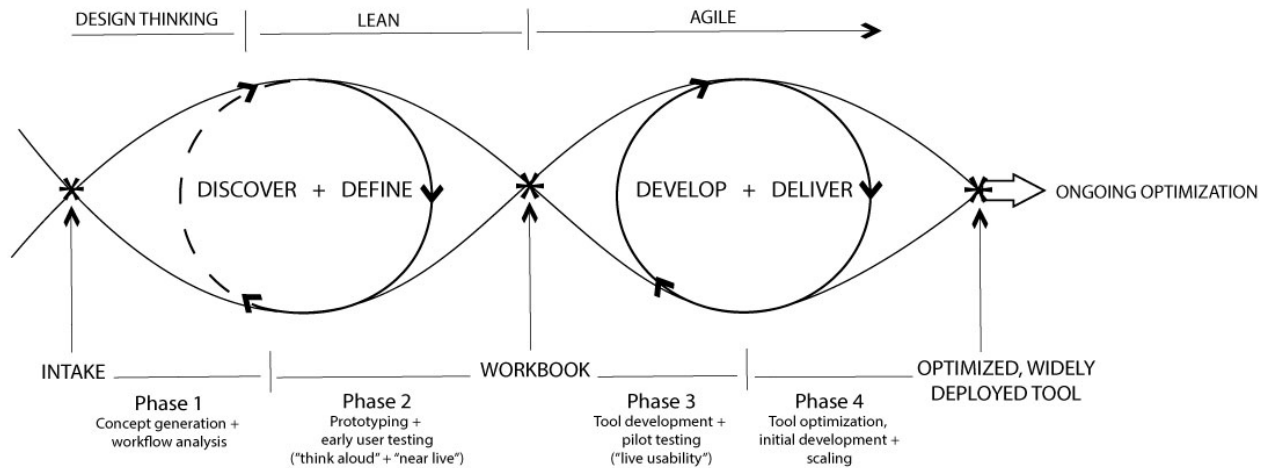 DESIGN THINKING
LEAN
AGILE
DISCOVER + DEFINE
DEVELOP + DELIVER
ONGOING OPTIMIZATION
INTAKE
WORKBOOK
OPTIMIZED, WIDELY
DEPLOYED TOOL
Phase 1
Concept generation +
workflow analysis
Phase 2
Prototyping +
early user testing
("think aloud" + "near live")
Phase 3
Tool development +
pilot testing
("live usability")
Phase 4
Tool optimization,
initial development +
scaling